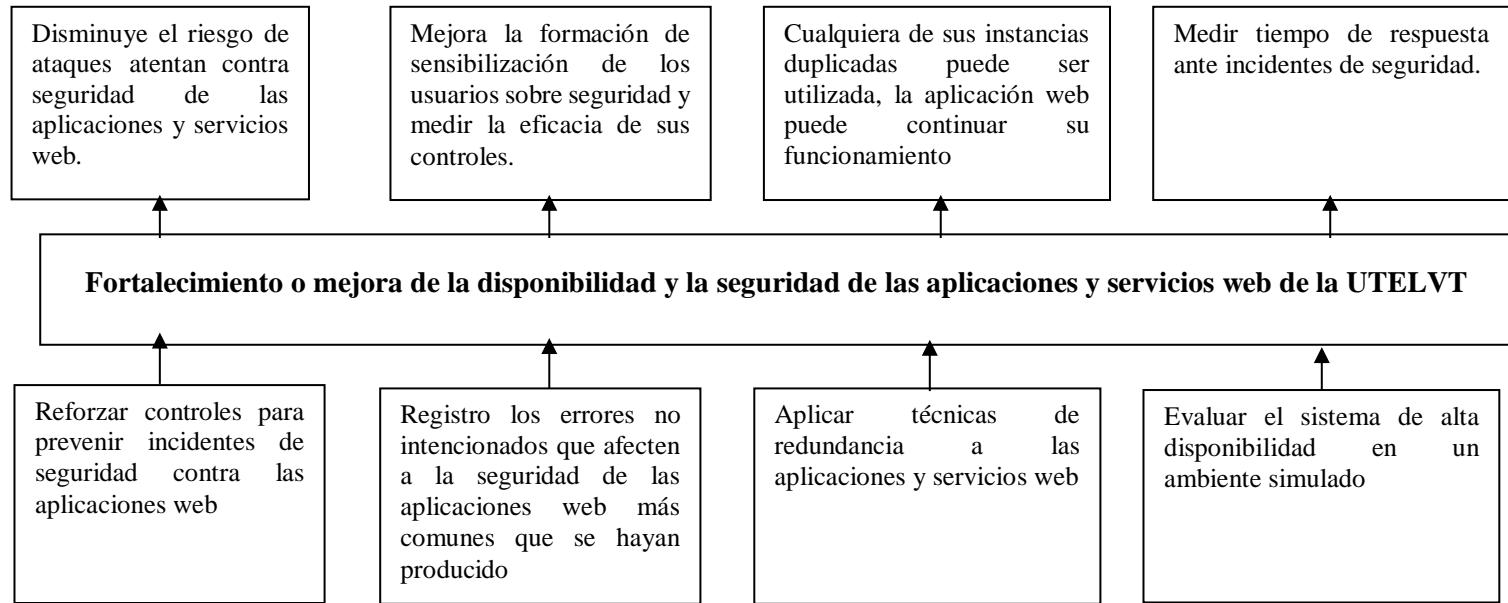 Disminuye el riesgo de
ataques atentan contra
seguridad de las
aplicaciones y servicios
web.
Mejora la formación de
sensibilización de los
usuarios sobre seguridad y
medir la eficacia de sus
controles.
Cualquiera de sus instancias
duplicadas puede ser
utilizada, la aplicación web
puede continuar su
funcionamiento
Medir tiempo de respuesta
ante incidentes de seguridad.
Fortalecimiento o mejora de la disponibilidad y la seguridad de las aplicaciones y servicios web de la UTELVT
Reforzar controles para
prevenir incidentes de
seguridad contra las
aplicaciones web
Registro los errores no
intencionados que afecten
a la seguridad de las
aplicaciones web más
comunes que se hayan
producido
Aplicar técnicas de
redundancia a las
aplicaciones y servicios web
Evaluar el sistema de alta
disponibilidad en un
ambiente simulado